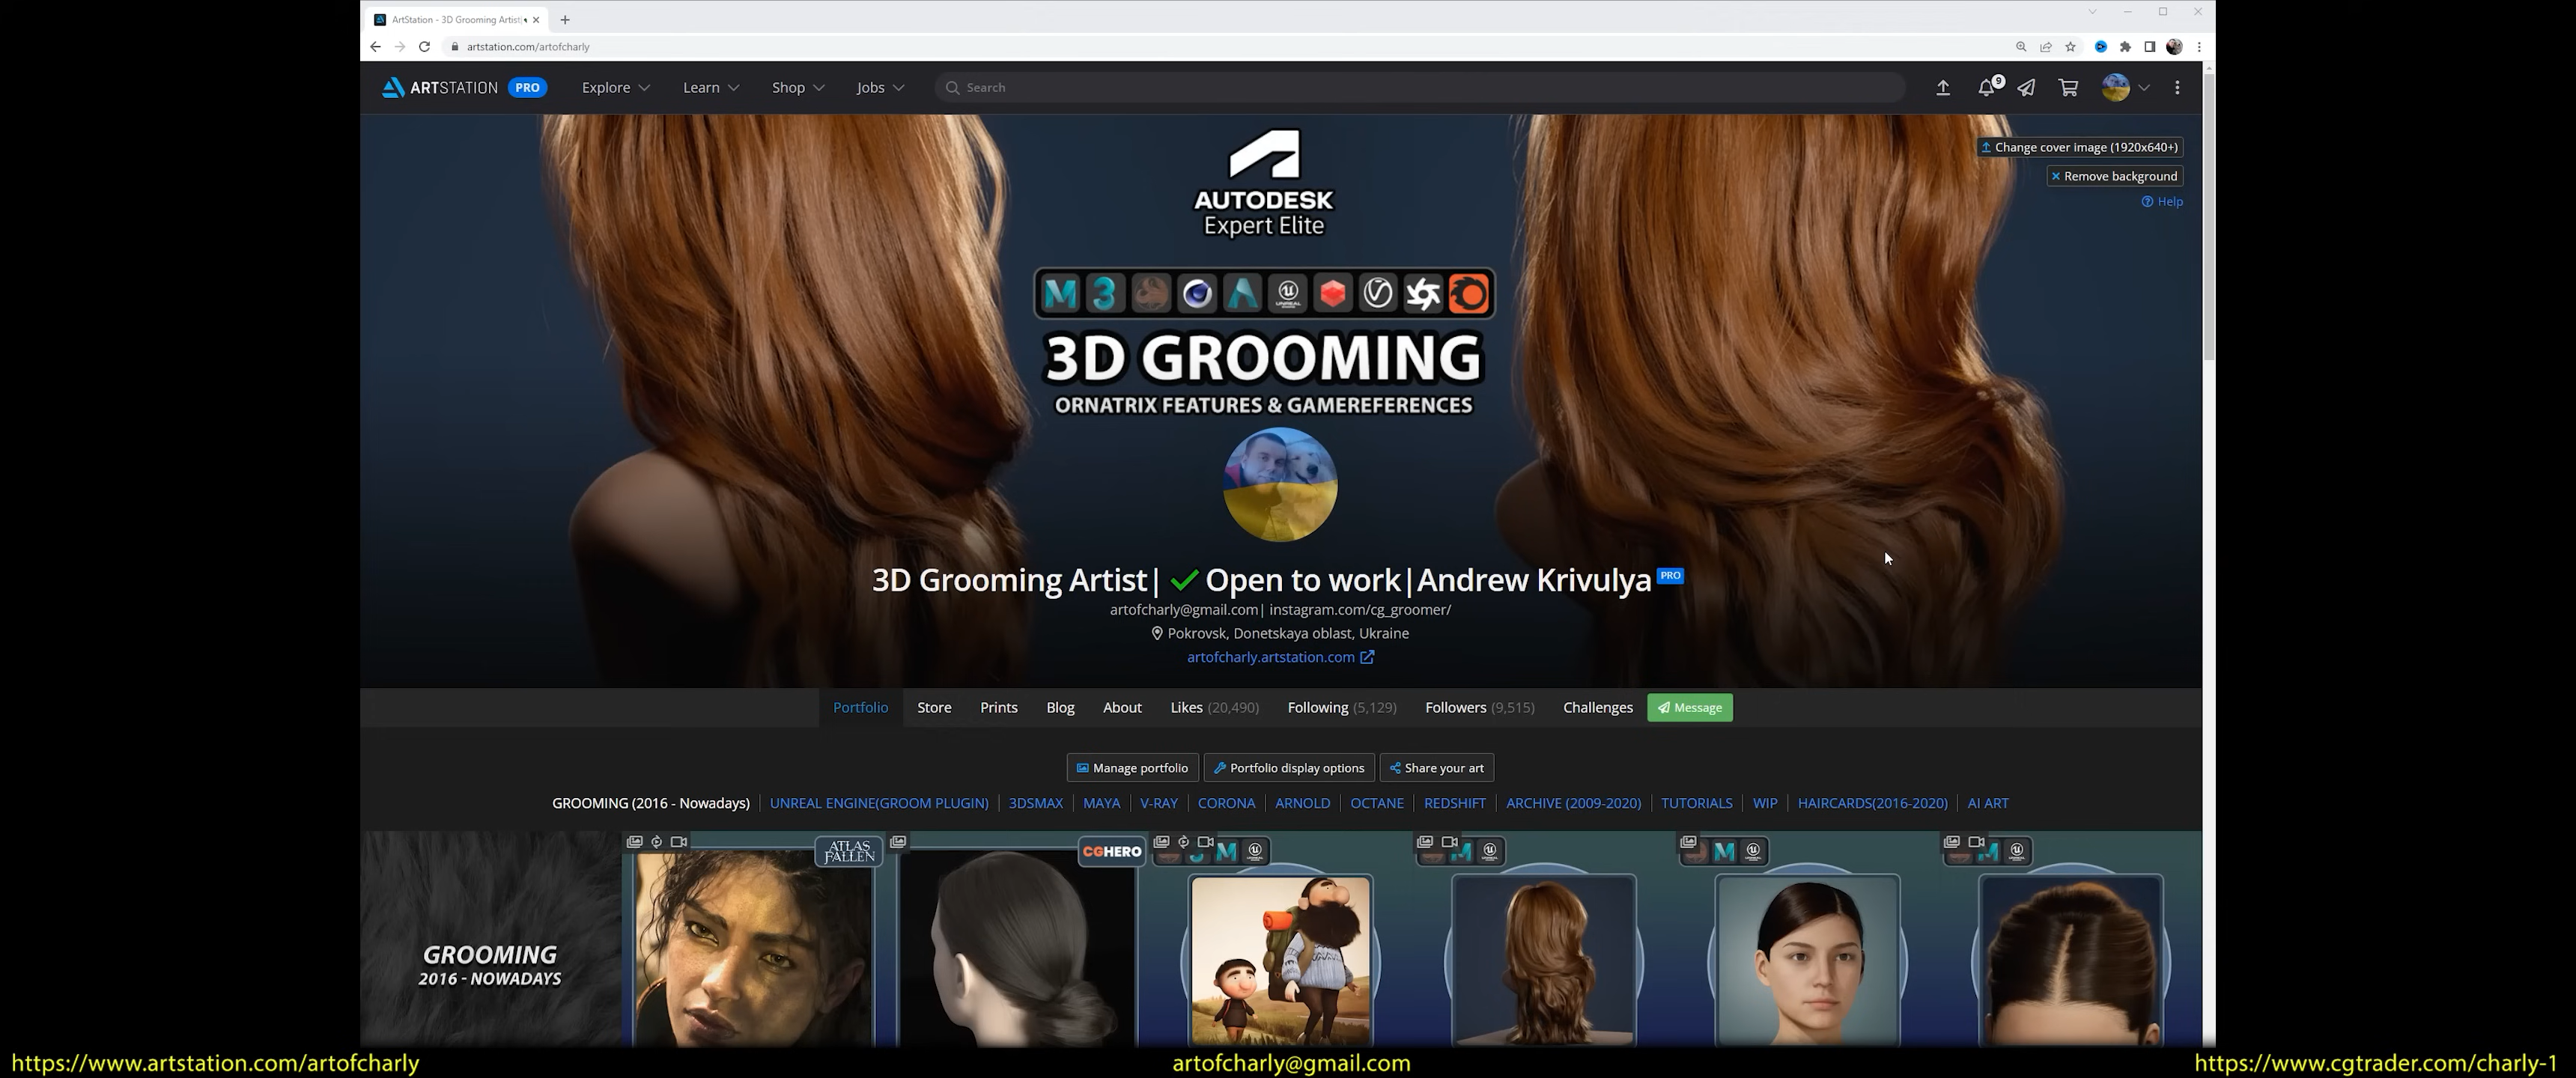 ArtStation - 3D Grooming Artist|
artstation.com/artofcharly
ARTSTATION PRO Explore Learn Shop Jobs Search 9
Change cover image (1920x640+)
Remove background
Help
AUTODESK
Expert Elite
UNREAL
3D GROOMING
ORNATRIX FEATURES & GAMEREFERENCES
3D Grooming Artist| ✓ Open to work|Andrew Krivulya PRO
artofcharly@gmail.com| instagram.com/cg_groomer/
Pokrovsk, Donetskaya oblast, Ukraine
artofcharly.artstation.com
Portfolio Store Prints Blog About Likes (20,490) Following (5,129) Followers (9,515) Challenges Message
Manage portfolio Portfolio display options Share your art
GROOMING (2016 - Nowadays) UNREAL ENGINE(GROOM PLUGIN) 3DSMAX MAYA V-RAY CORONA ARNOLD OCTANE REDSHIFT ARCHIVE (2009-2020) TUTORIALS WIP HAIRCARDS(2016-2020) AI ART
ATLAS
FALLEN
CGHERO
GROOMING
2016 - NOWADAYS
https://www.artstation.com/artofcharly artofcharly@gmail.com https://www.cgtrader.com/charly-1